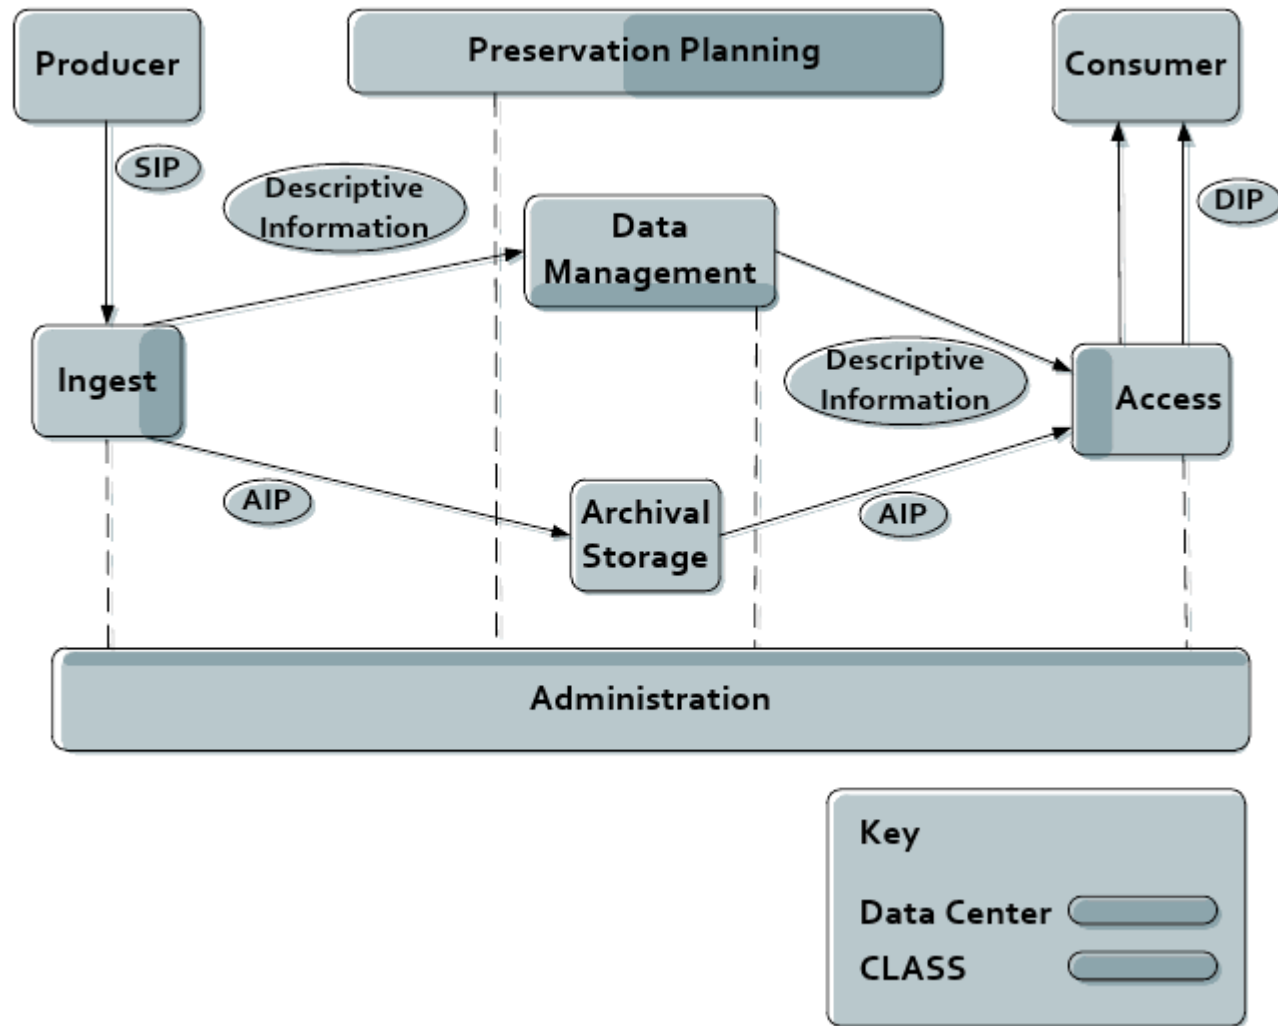 Producer
Preservation Planning
Consumer
SIP
Descriptive
Information
DIP
Data
Management
Ingest
Descriptive
Information
Access
AIP
Archival
Storage
AIP
Administration
Key
Data Center
CLASS